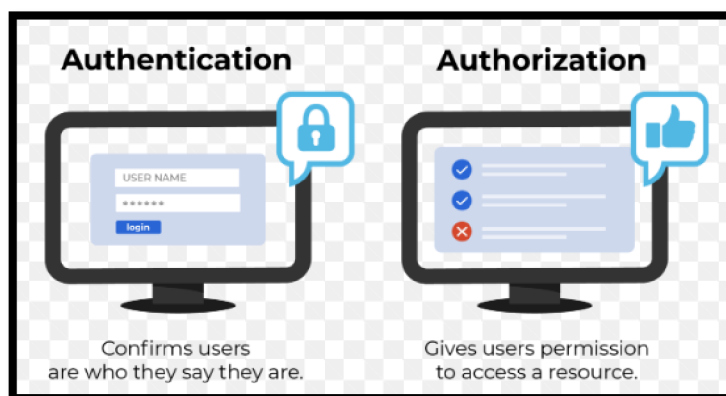 Authentication
USER NAME
******
login
Confirms users
are who they say they are.
Authorization
Gives users permission
to access a resource.